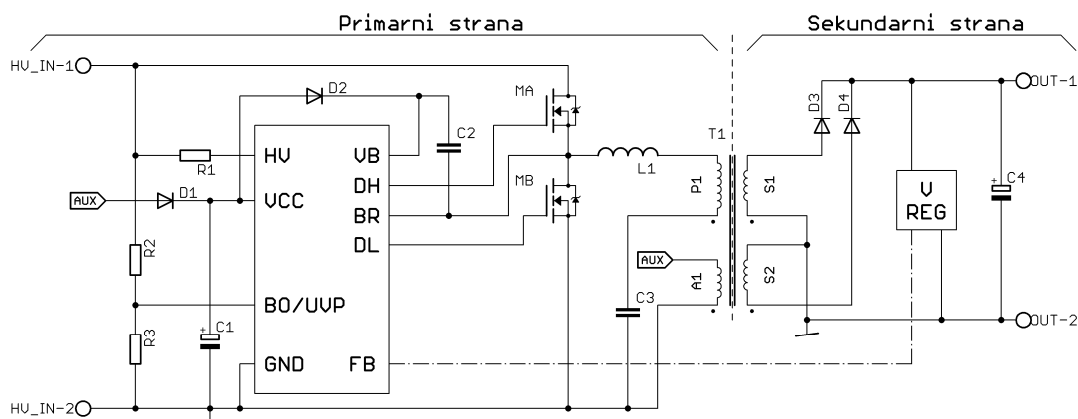 Primarni strana
Sekundarni strana
HV_IN-1
D2
MA
T1
D3
D4
OUT-1
C2
HV
VB
R1
L1
P1
S1
V
REG
C4
+
AUX
D1
VCC
DH
MB
BR
DL
R2
AUX
A1
S2
BO/UVP
C3
OUT-2
R3
+
C1
GND
FB
HV_IN-2